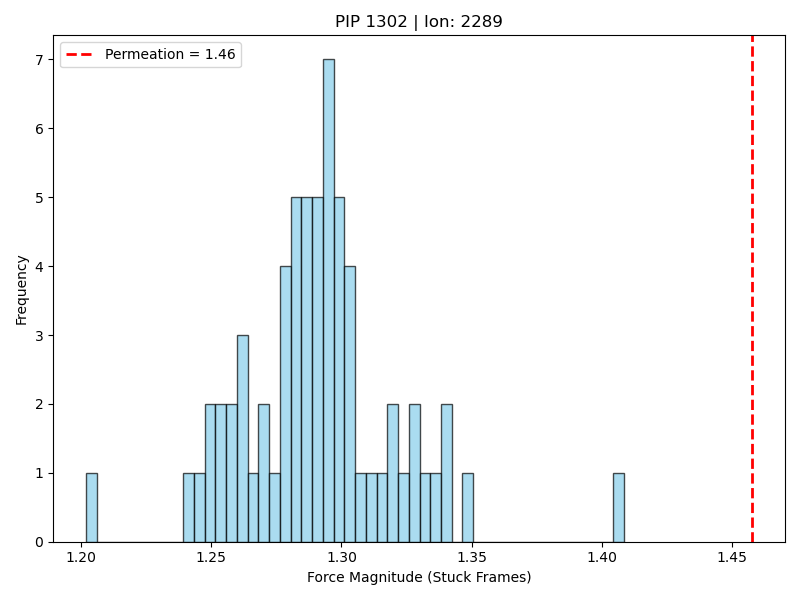 PIP 1302 | Ion: 2289
Permeation = 1.46
7
6
5
4
3
2
1
0
Frequency
1.20 1.25 1.30 1.35 1.40 1.45
Force Magnitude (Stuck Frames)